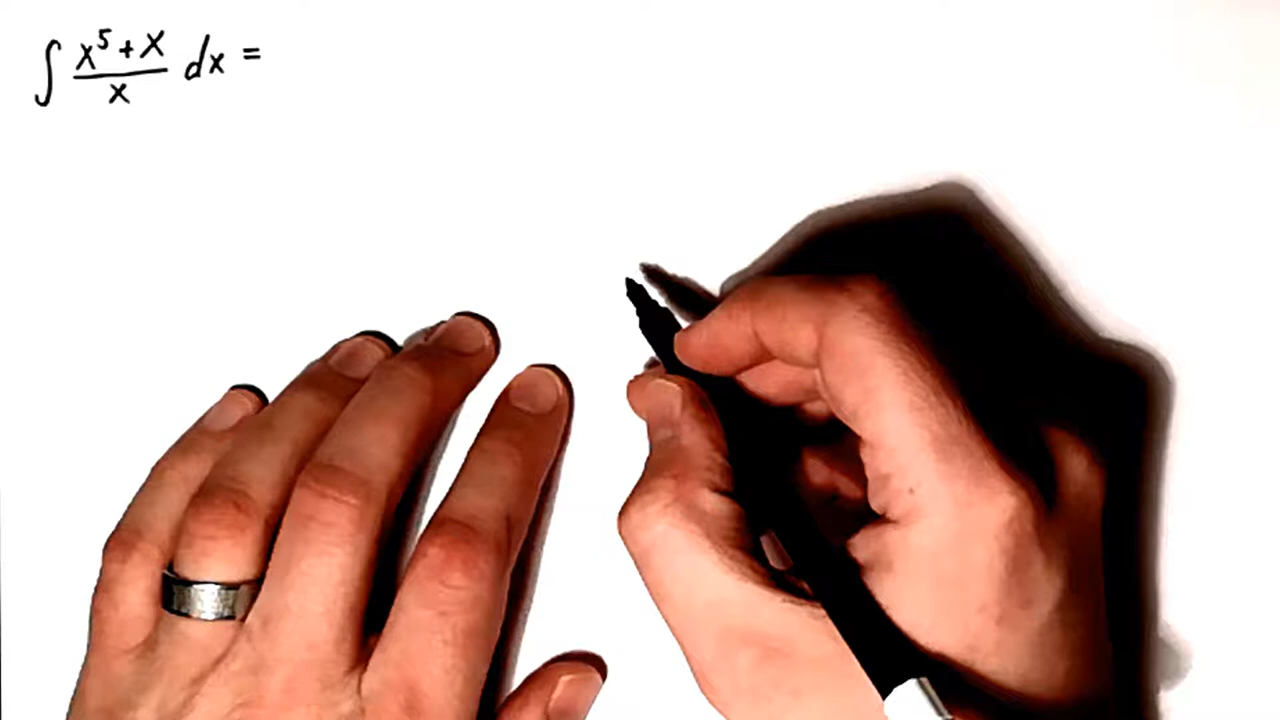 ∫ (x⁵+x)/x dx =